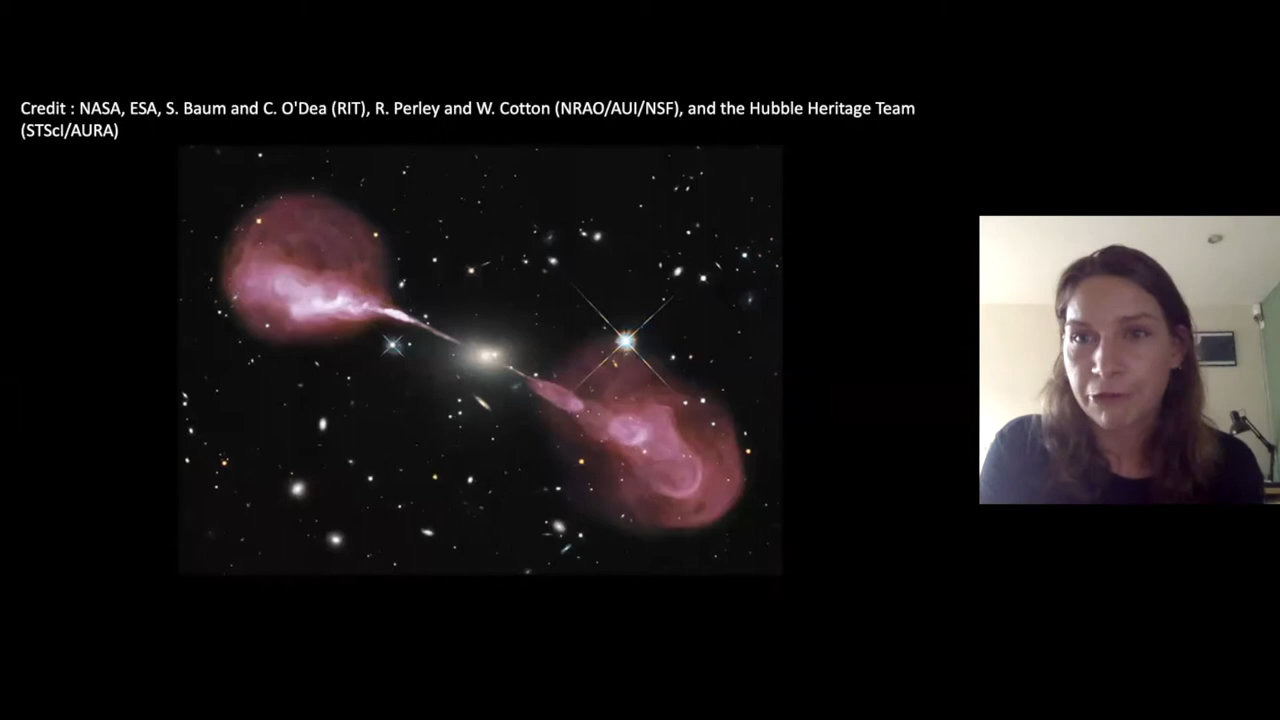 Credit : NASA, ESA, S. Baum and C. O'Dea (RIT), R. Perley and W. Cotton (NRAO/AUI/NSF), and the Hubble Heritage Team
(STScI/AURA)